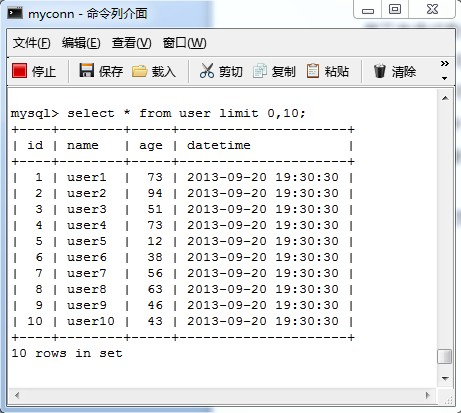 myconn - 命令列介面
文件(F) 编辑(E) 查看(V) 窗口(W)
停止 保存 载入 剪切 复制 粘贴 清除 »
mysql> select * from user limit 0,10;
+----+--------+-----+---------------------+
| id | name   | age | datetime            |
+----+--------+-----+---------------------+
|  1 | user1  |  73 | 2013-09-20 19:30:30 |
|  2 | user2  |  94 | 2013-09-20 19:30:30 |
|  3 | user3  |  51 | 2013-09-20 19:30:30 |
|  4 | user4  |  73 | 2013-09-20 19:30:30 |
|  5 | user5  |  12 | 2013-09-20 19:30:30 |
|  6 | user6  |  38 | 2013-09-20 19:30:30 |
|  7 | user7  |  56 | 2013-09-20 19:30:30 |
|  8 | user8  |  63 | 2013-09-20 19:30:30 |
|  9 | user9  |  46 | 2013-09-20 19:30:30 |
| 10 | user10 |  43 | 2013-09-20 19:30:30 |
+----+--------+-----+---------------------+
10 rows in set